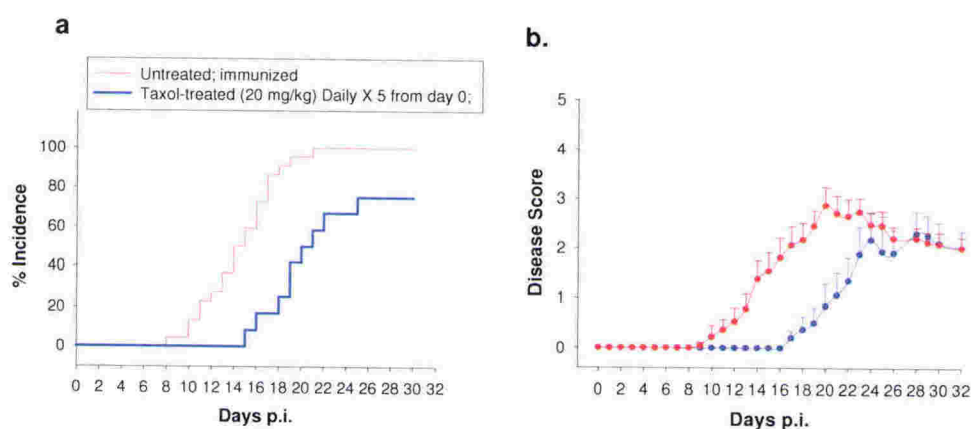 a
Untreated; immunized
Taxol-treated (20 mg/kg) Daily X 5 from day 0;
100
80
60
40
20
0
% Incidence
0 2 4 6 8 10 12 14 16 18 20 22 24 26 28 30 32
Days p.i.
b.
5
4
3
2
1
0
Disease Score
0 2 4 6 8 10 12 14 16 18 20 22 24 26 28 30 32
Days p.i.